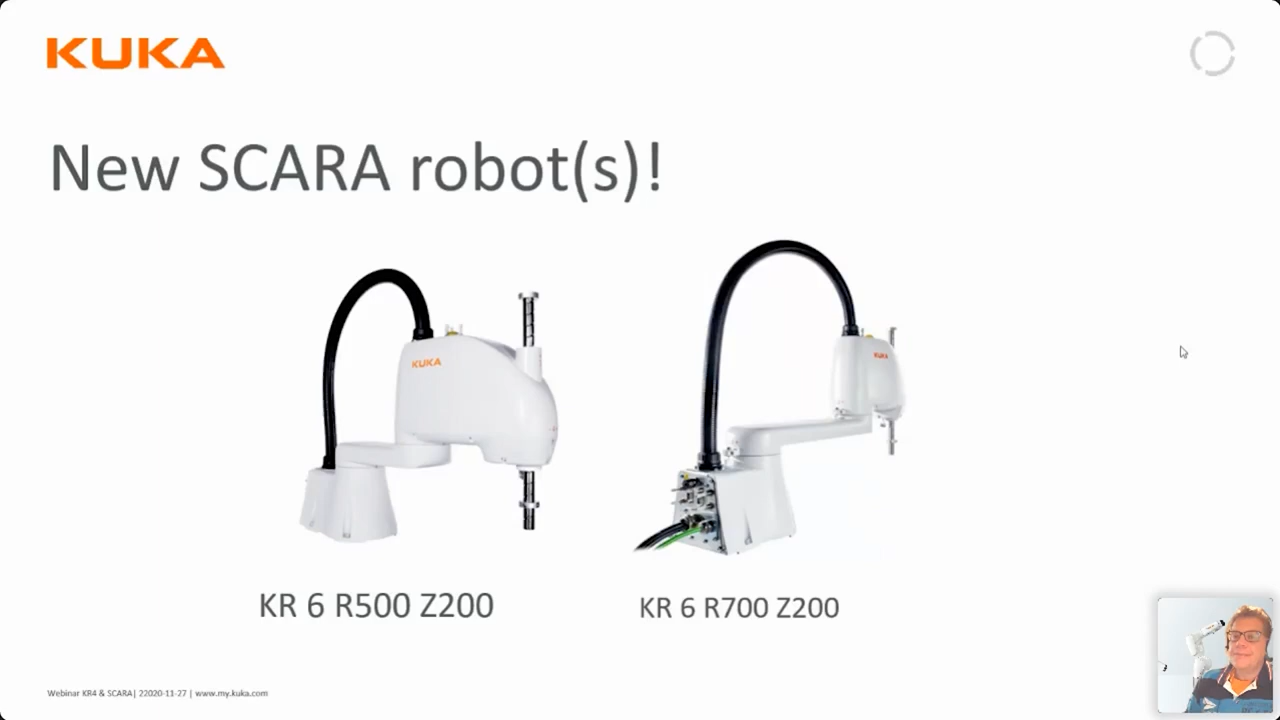 KUKA
New SCARA robot(s)!
KUKA
KUKA
KR 6 R500 Z200
KR 6 R700 Z200
Webinar KR4 & SCARA| 22020-11-27 | www.my.kuka.com